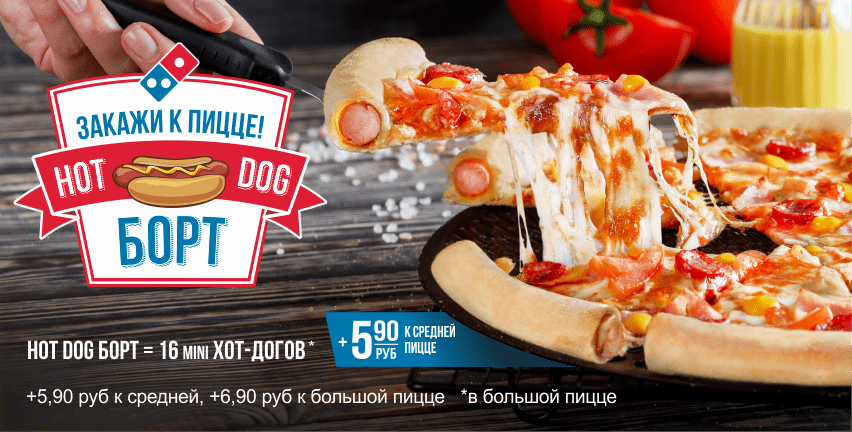 ЗАКАЖИ К ПИЦЦЕ!
HOT DOG
БОРТ
HOT DOG БОРТ = 16 MINI ХОТ-ДОГОВ*
+5 90 РУБ К СРЕДНЕЙ
ПИЦЦЕ
+5,90 руб к средней, +6,90 руб к большой пицце *в большой пицце